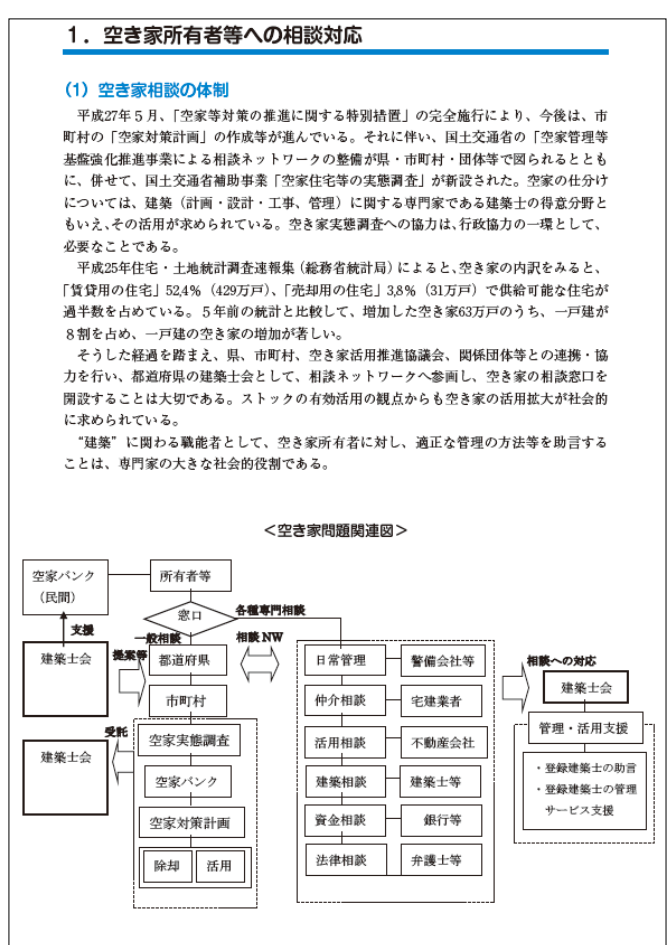 1．空き家所有者等への相談対応
（1）空き家相談の体制
平成27年５月、「空家等対策の推進に関する特別措置」の完全施行により、今後は、市
町村の「空家対策計画」の作成等が進んでいる。それに伴い、国土交通省の「空家管理等
基盤強化推進事業による相談ネットワークの整備が県・市町村・団体等で図られるととも
に、併せて、国土交通省補助事業「空家住宅等の実態調査」が新設された。空家の仕分け
については、建築（計画・設計・工事、管理）に関する専門家である建築士の得意分野と
もいえ、その活用が求められている。空き家実態調査への協力は、行政協力の一環として、
必要なことである。
平成25年住宅・土地統計調査速報集（総務省統計局）によると、空き家の内訳をみると、
「賃貸用の住宅」52,4％（429万戸）、「売却用の住宅」3,8％（31万戸）で供給可能な住宅が
過半数を占めている。５年前の統計と比較して、増加した空き家63万戸のうち、一戸建が
８割を占め、一戸建の空き家の増加が著しい。
そうした経過を踏まえ、県、市町村、空き家活用推進協議会、関係団体等との連携・協
力を行い、都道府県の建築士会として、相談ネットワークへ参画し、空き家の相談窓口を
開設することは大切である。ストックの有効活用の観点からも空き家の活用拡大が社会的
に求められている。
“建築”に関わる職能者として、空き家所有者に対し、適正な管理の方法等を助言する
ことは、専門家の大きな社会的役割である。
＜空き家問題関連図＞
空家バンク
（民間）
所有者等
窓口
各種専門相談
支援
一般相談
相談NW
建築士会
提案等
都道府県
市町村
受託
建築士会
空家実態調査
空家バンク
空家対策計画
除却
活用
日常管理
警備会社等
仲介相談
宅建業者
活用相談
不動産会社
建築相談
建築士等
資金相談
銀行等
法律相談
弁護士等
相談への対応
建築士会
管理・活用支援
・登録建築士の助言
・登録建築士の管理
サービス支援